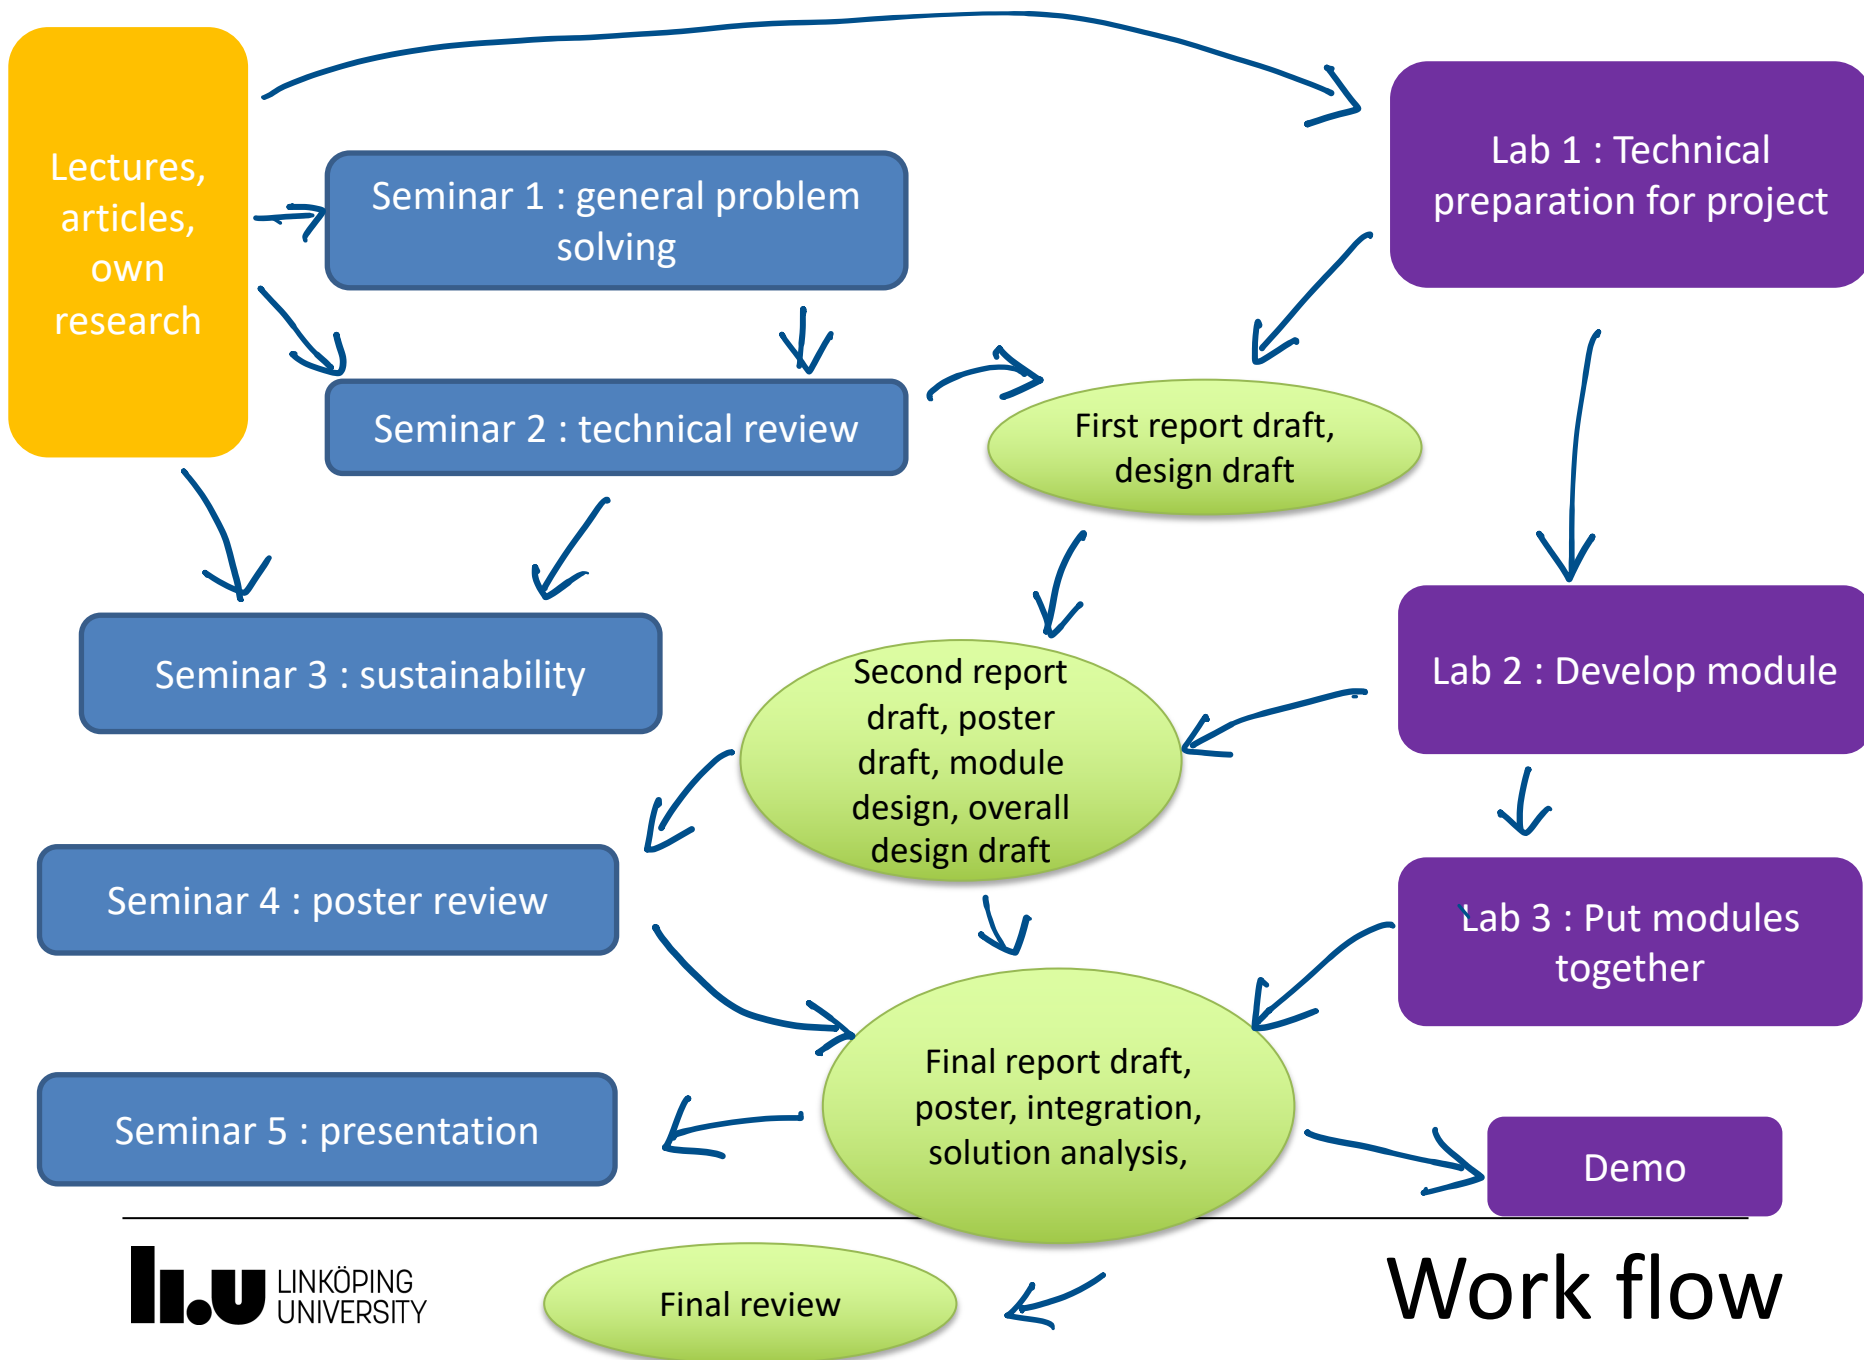 Lectures,
articles,
own
research
Seminar 1 : general problem
solving
Lab 1 : Technical
preparation for project
Seminar 2 : technical review
First report draft,
design draft
Seminar 3 : sustainability
Second report
draft, poster
draft, module
design, overall
design draft
Lab 2 : Develop module
Seminar 4 : poster review
Lab 3 : Put modules
together
Final report draft,
poster, integration,
solution analysis,
Seminar 5 : presentation
Demo
li.u LINKÖPING
UNIVERSITY
Final review
Work flow